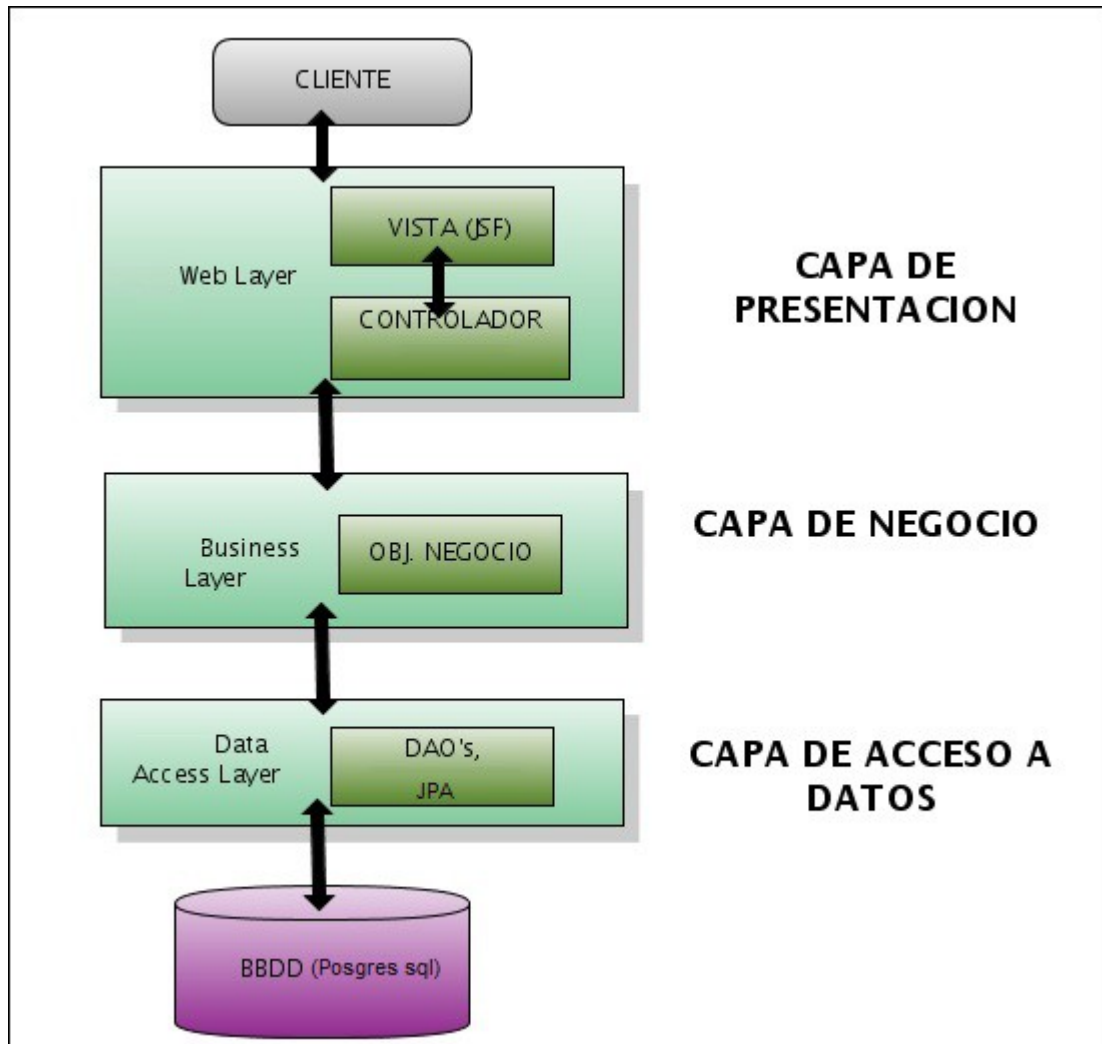 CLIENTE
VISTA (JSF)
Web Layer
CONTROLADOR
CAPA DE
PRESENTACION
Business
Layer
OBJ. NEGOCIO
CAPA DE NEGOCIO
Data
Access Layer
DAO's,
JPA
CAPA DE ACCESO A
DATOS
BBDD (Posgres sql)